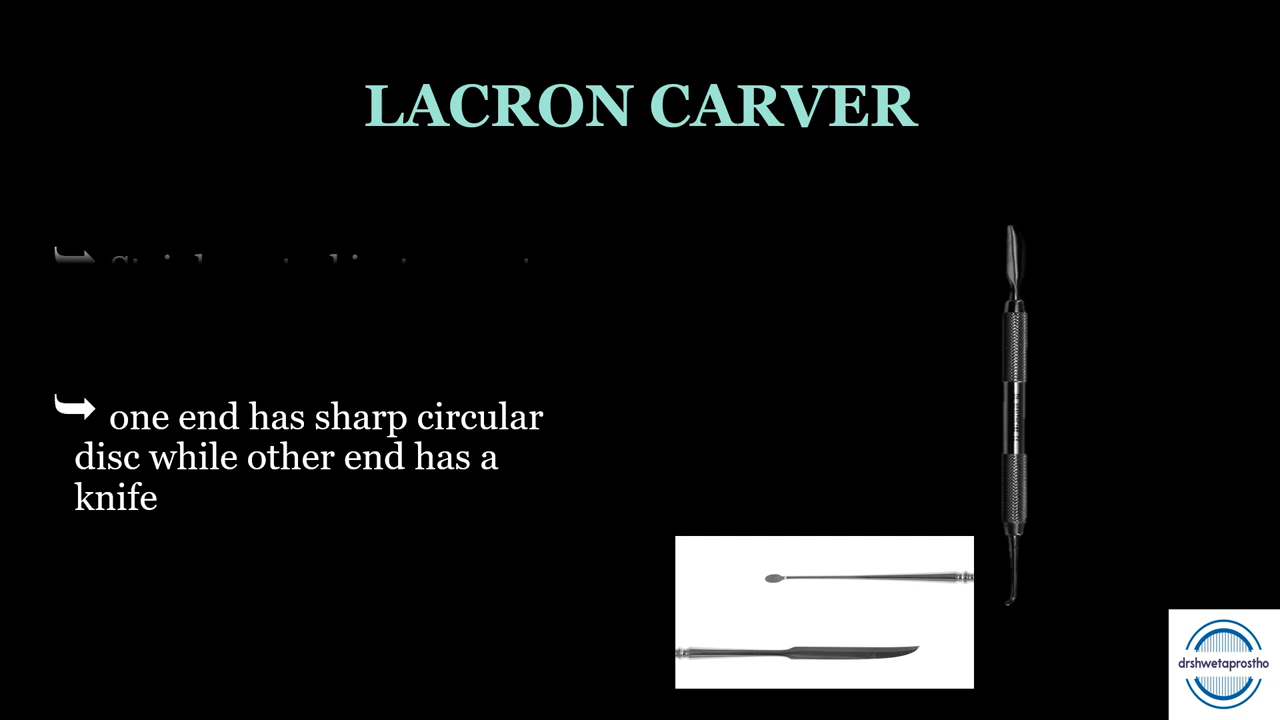 LACRON CARVER
one end has sharp circular
disc while other end has a
knife
drshwetaprostho